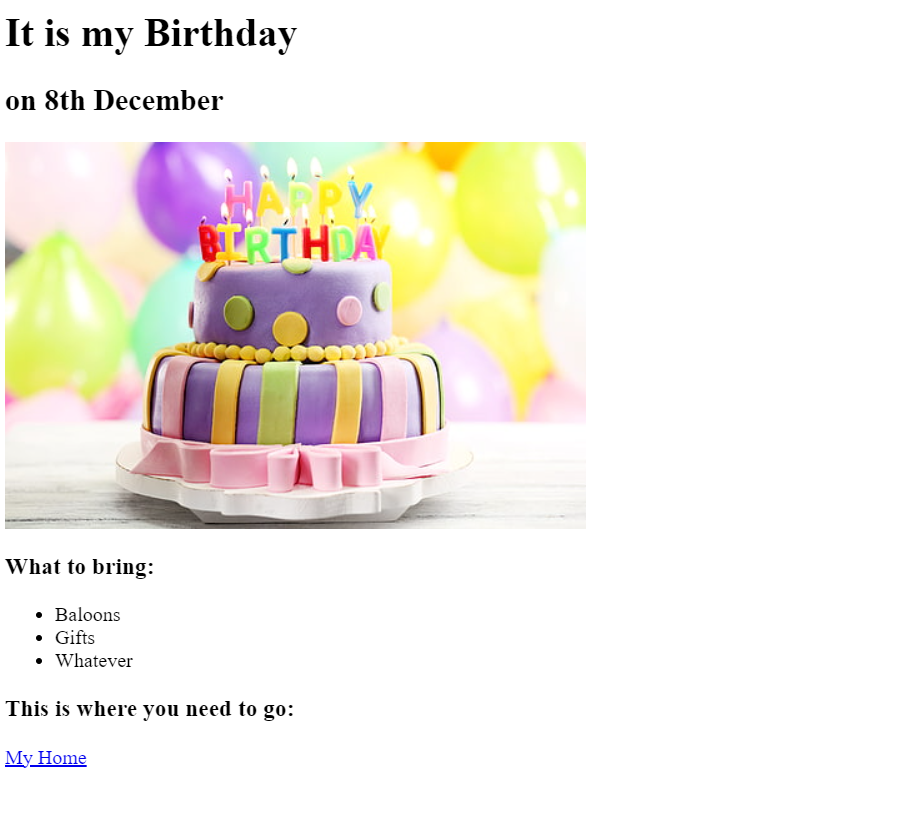 It is my Birthday
on 8th December
HAPPY
BIRTHDAY
What to bring:
Baloons
Gifts
Whatever
This is where you need to go:
My Home